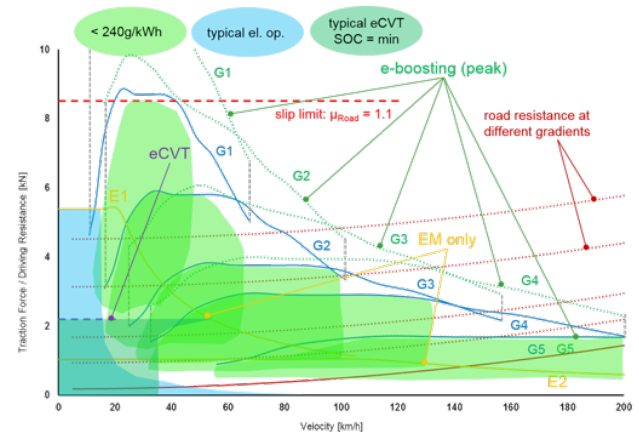 < 240g/kWh
typical el. op.
typical eCVT
SOC = min
10
8
6
4
2
0
Traction Force / Driving Resistance [kN]
G1
e-boosting (peak)
slip limit: μRoad = 1.1
road resistance at
different gradients
eCVT
G1
E1
G2
G2
G3
EM only
G4
G3
G4
G5
G5
E2
0
20
40
60
80
100
120
140
160
180
200
Velocity [km/h]